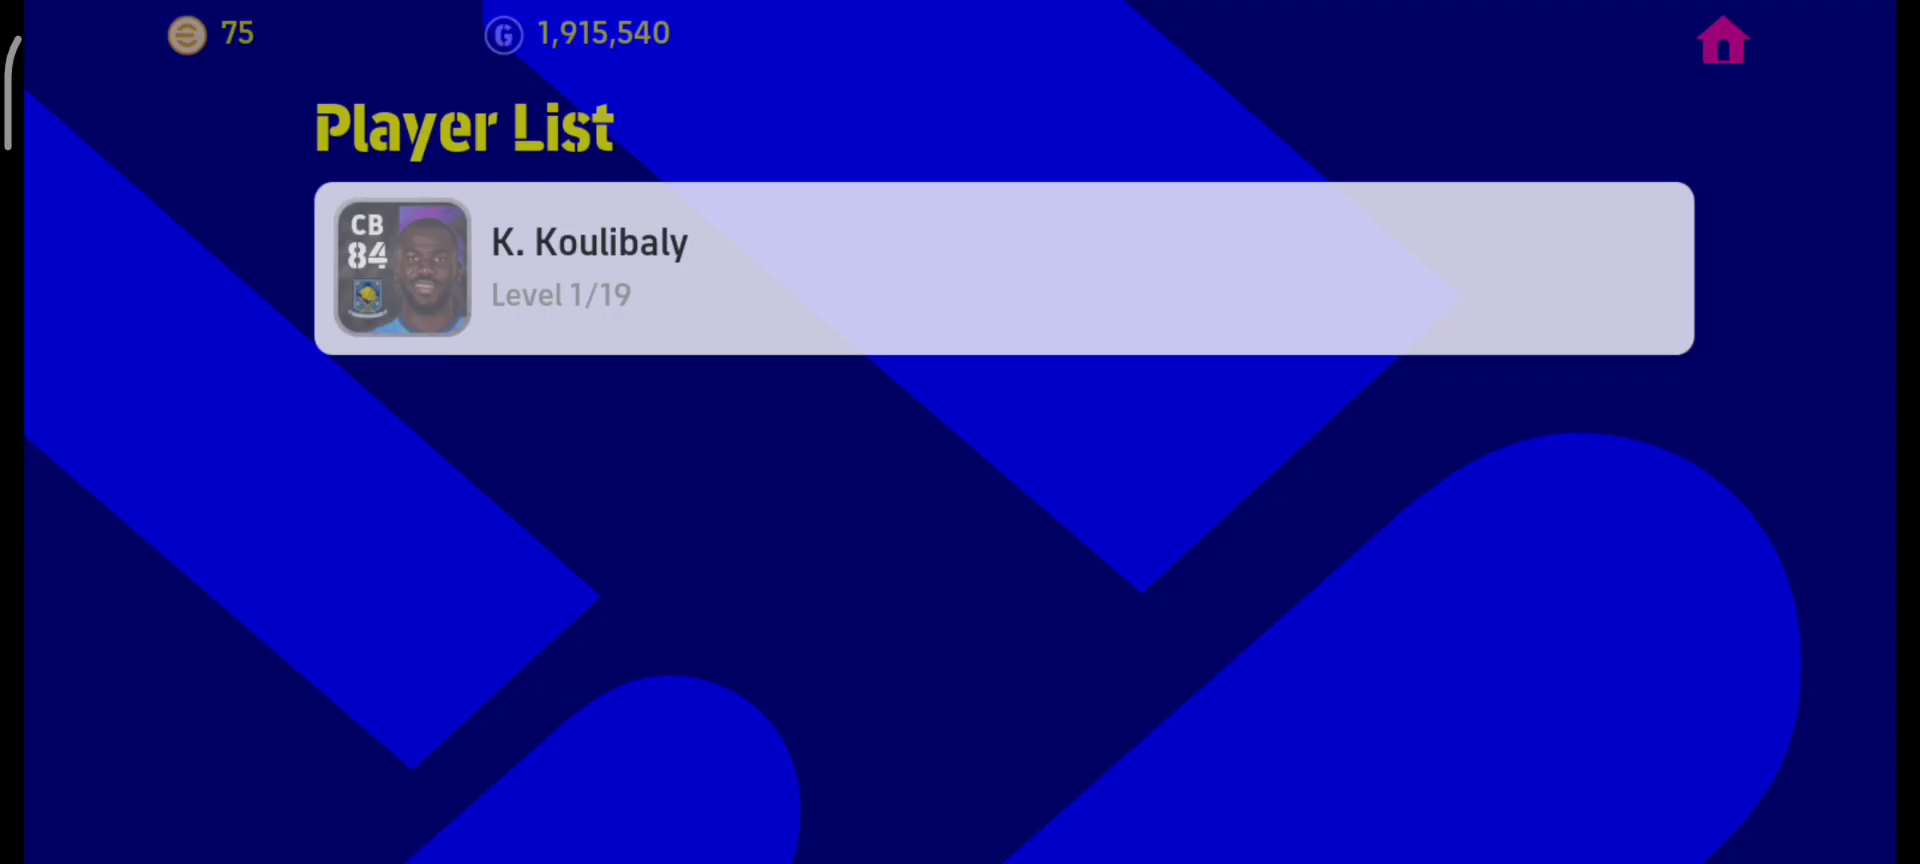 75
1,915,540
Player List
CB
84
K. Koulibaly
Level 1/19